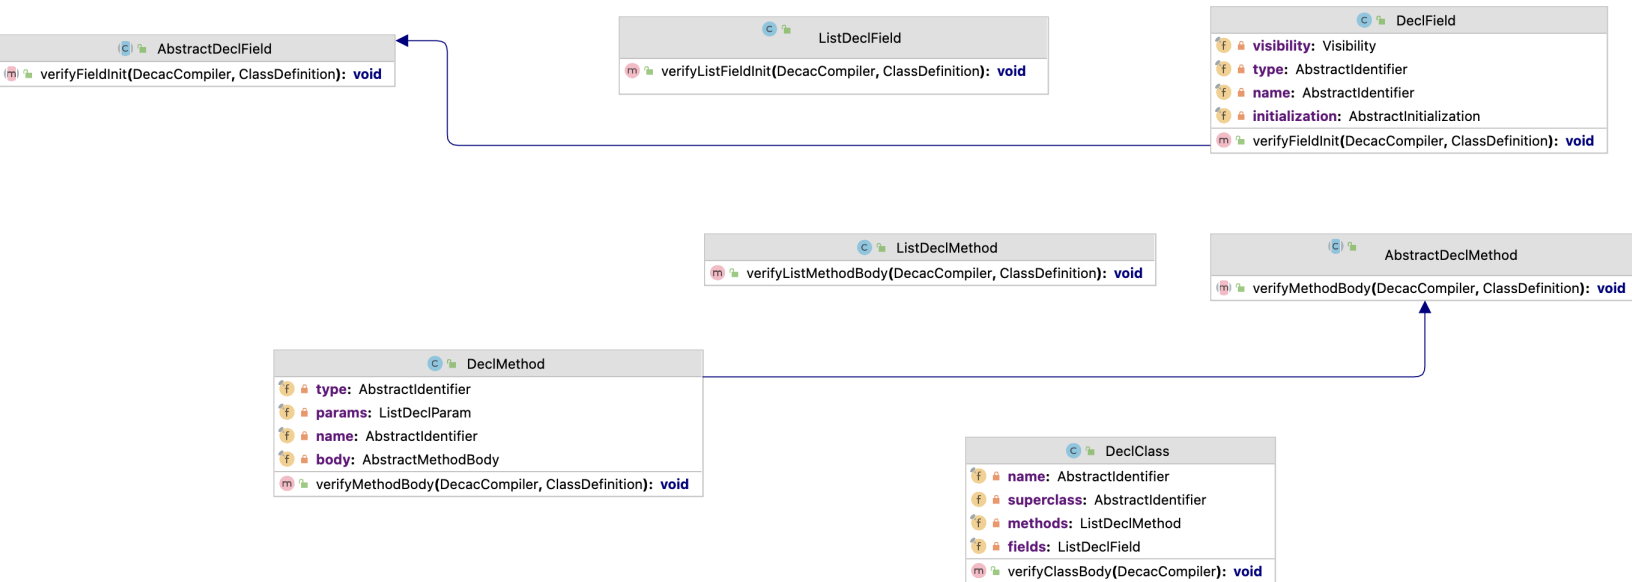 AbstractDeclField
verifyFieldInit(DecacCompiler, ClassDefinition): void
ListDeclField
verifyListFieldInit(DecacCompiler, ClassDefinition): void
DeclField
visibility: Visibility
type: AbstractIdentifier
name: AbstractIdentifier
initialization: AbstractInitialization
verifyFieldInit(DecacCompiler, ClassDefinition): void
ListDeclMethod
verifyListMethodBody(DecacCompiler, ClassDefinition): void
AbstractDeclMethod
verifyMethodBody(DecacCompiler, ClassDefinition): void
DeclMethod
type: AbstractIdentifier
params: ListDeclParam
name: AbstractIdentifier
body: AbstractMethodBody
verifyMethodBody(DecacCompiler, ClassDefinition): void
DeclClass
name: AbstractIdentifier
superclass: AbstractIdentifier
methods: ListDeclMethod
fields: ListDeclField
verifyClassBody(DecacCompiler): void